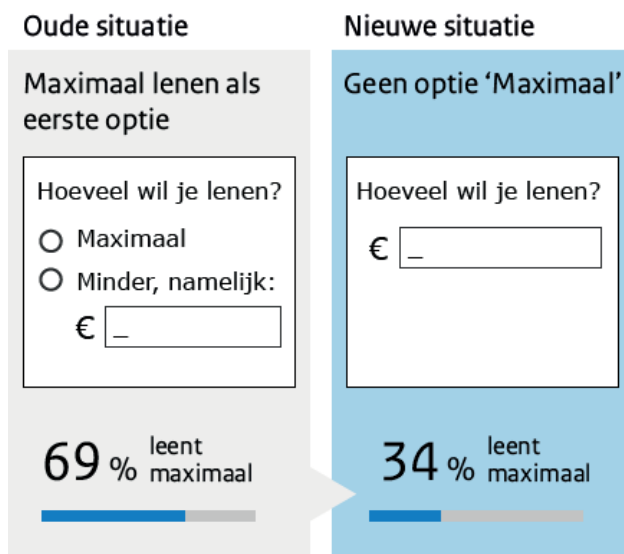 Oude situatie
Maximaal lenen als
eerste optie
Hoeveel wil je lenen?
Maximaal
Minder, namelijk:
€ _
69 % leent
maximaal
Nieuwe situatie
Geen optie ‘Maximaal’
Hoeveel wil je lenen?
€ _
34 % leent
maximaal